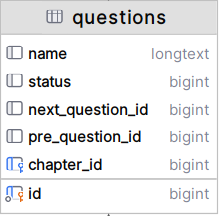 questions
name longtext
status bigint
next_question_id bigint
pre_question_id bigint
chapter_id bigint
id bigint